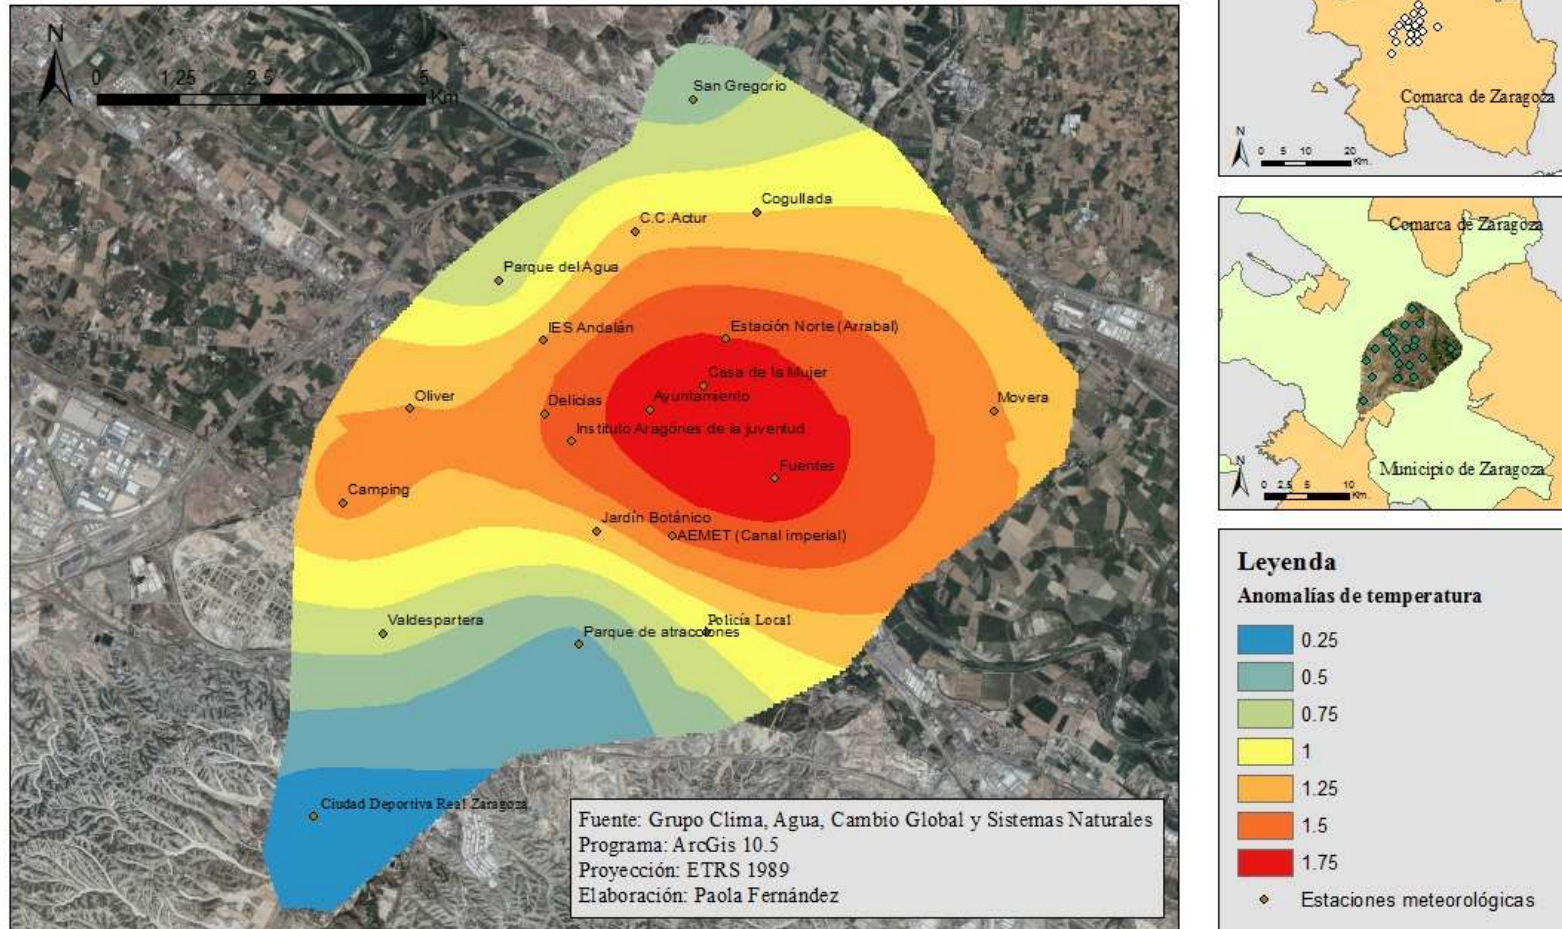 N
0 1.25 2.5 5
Km
San Gregorio
Cogullada
C.C.Actur
Parque del Agua
IES Andalán
Estación Norte (Arrabal)
Casa de la Mujer
Oliver
Delicias
Ayuntamiento
Movera
Instituto Aragónes de la juventud
Fuentes
Camping
Jardín Botánico
AEMET (Canal imperial)
Valdespartera
Policía Local
Parque de atracciones
Ciudad Deportiva Real Zaragoza
Fuente: Grupo Clima, Agua, Cambio Global y Sistemas Naturales
Programa: ArcGis 10.5
Proyección: ETRS 1989
Elaboración: Paola Fernández
Comarca de Zaragoza
N
0 5 10 20
Km.
Comarca de Zaragoza
Municipio de Zaragoza
N
0 2,5 5 10
Km.
Leyenda
Anomalías de temperatura
0.25
0.5
0.75
1
1.25
1.5
1.75
Estaciones meteorológicas